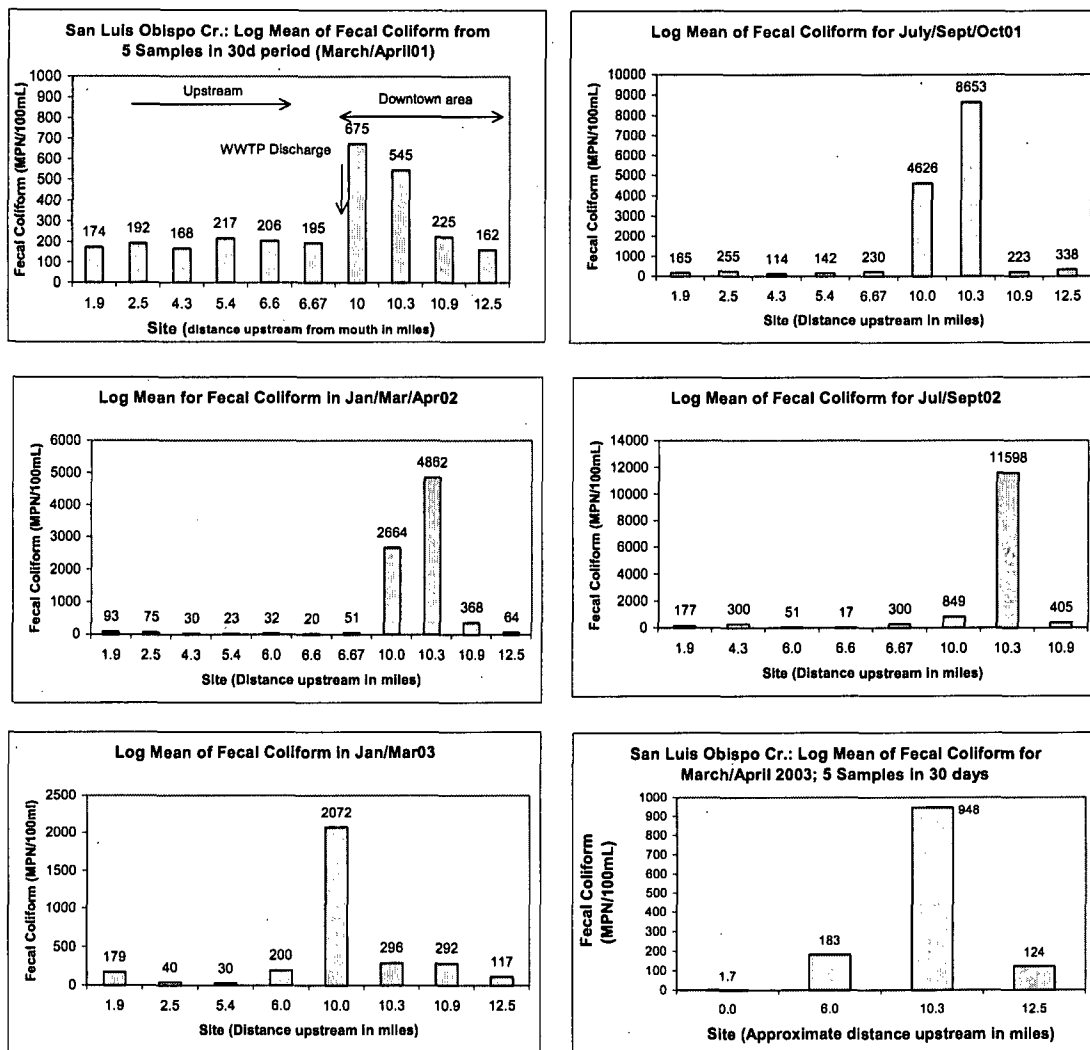 San Luis Obispo Cr.: Log Mean of Fecal Coliform from
5 Samples in 30d period (March/April01)
Fecal Coliform (MPN/100mL)
1000
900
800
700
600
500
400
300
200
100
0
Upstream
Downtown area
WWTP Discharge
174 192 168 217 206 195 675 545 225 162
1.9 2.5 4.3 5.4 6.6 6.67 10 10.3 10.9 12.5
Site (distance upstream from mouth in miles)
Log Mean of Fecal Coliform for July/Sept/Oct01
Fecal Coliform (MPN/100mL)
10000
9000
8000
7000
6000
5000
4000
3000
2000
1000
0
165 255 114 142 230 4626 8653 223 338
1.9 2.5 4.3 5.4 6.67 10.0 10.3 10.9 12.5
Site (Distance upstream in miles)
Log Mean for Fecal Coliform in Jan/Mar/Apr02
Fecal Coliform (MPN/100mL)
6000
5000
4000
3000
2000
1000
0
93 75 30 23 32 20 51 2664 4862 368 64
1.9 2.5 4.3 5.4 6.0 6.6 6.67 10.0 10.3 10.9 12.5
Site (Distance upstream in miles)
Log Mean of Fecal Coliform for Jul/Sept02
Fecal Coliform (MPN/100mL)
14000
12000
10000
8000
6000
4000
2000
0
177 300 51 17 300 849 11598 405
1.9 4.3 6.0 6.6 6.67 10.0 10.3 10.9
Site (Distance upstream in miles)
Log Mean of Fecal Coliform in Jan/Mar03
Fecal Coliform (MPN/100ml)
2500
2000
1500
1000
500
0
179 40 30 200 2072 296 292 117
1.9 2.5 5.4 6.0 10.0 10.3 10.9 12.5
Site (Distance upstream in miles)
San Luis Obispo Cr.: Log Mean of Fecal Coliform for
March/April 2003; 5 Samples in 30 days
Fecal Coliform
(MPN/100mL)
1000
900
800
700
600
500
400
300
200
100
0
1.7 183 948 124
0.0 6.0 10.3 12.5
Site (Approximate distance upstream in miles)